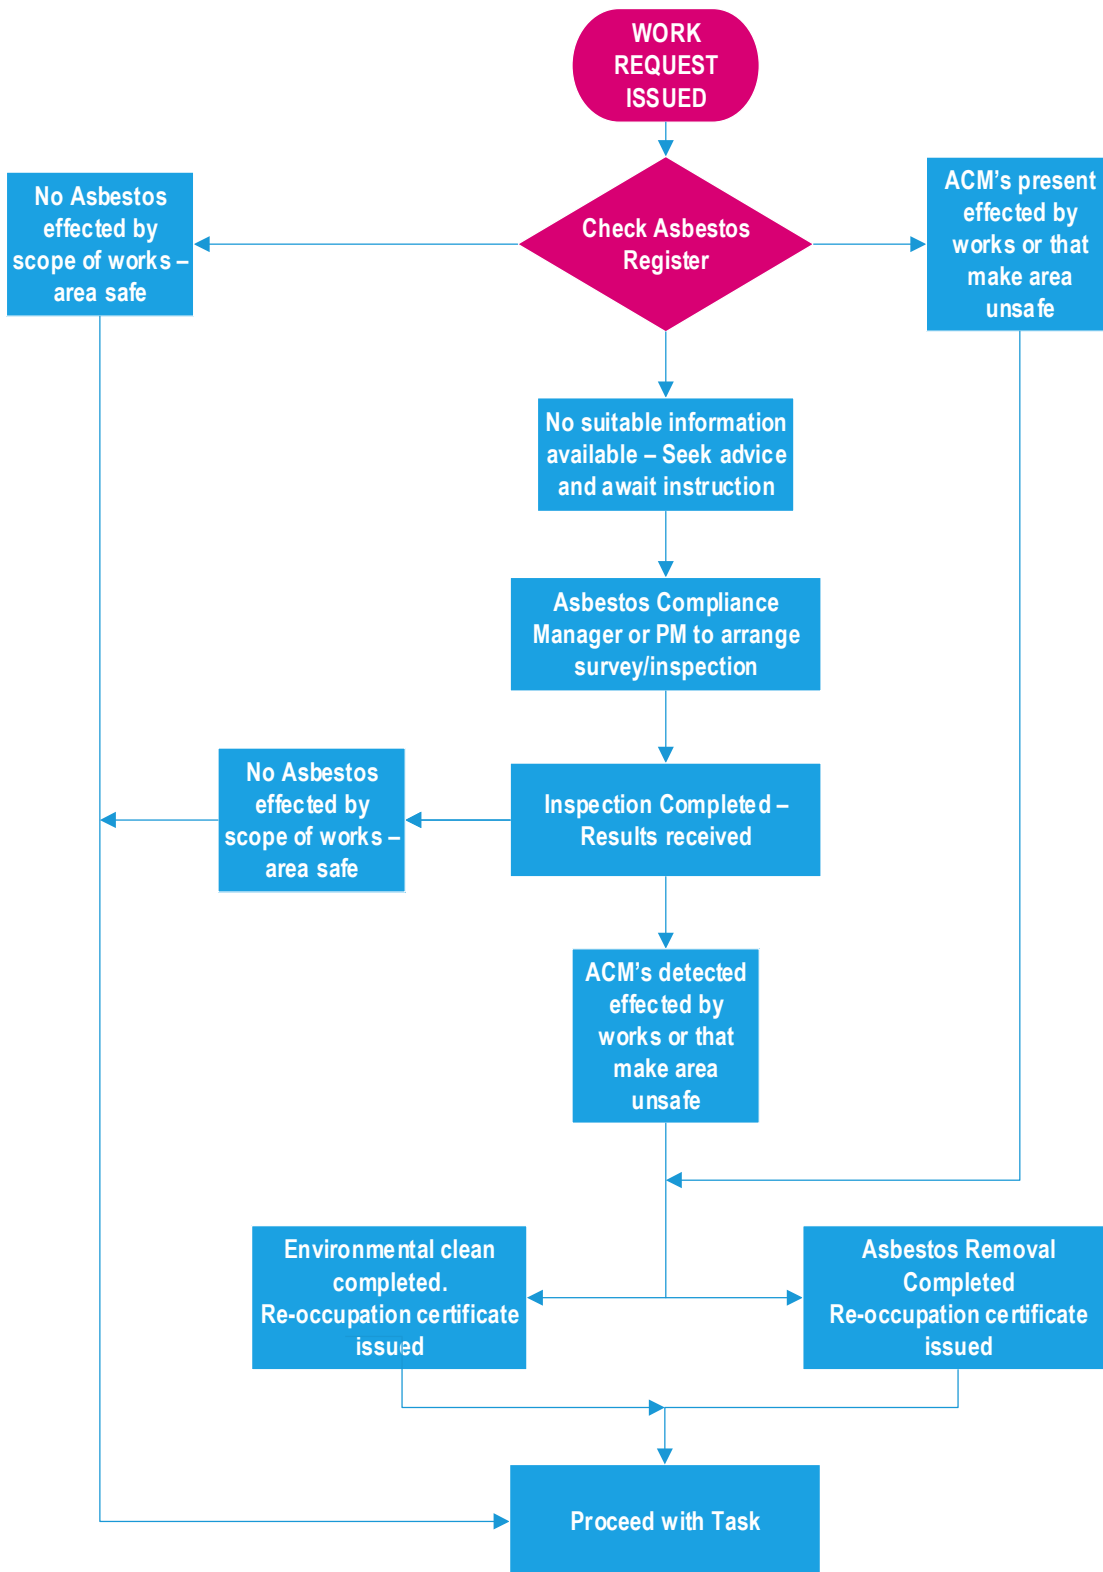 WORK
REQUEST
ISSUED
No Asbestos
effected by
scope of works –
area safe
Check Asbestos
Register
ACM’s present
effected by
works or that
make area
unsafe
No suitable information
available – Seek advice
and await instruction
Asbestos Compliance
Manager or PM to arrange
survey/inspection
No Asbestos
effected by
scope of works –
area safe
Inspection Completed –
Results received
ACM’s detected
effected by
works or that
make area
unsafe
Environmental clean
completed.
Re-occupation certificate
issued
Asbestos Removal
Completed
Re-occupation certificate
issued
Proceed with Task